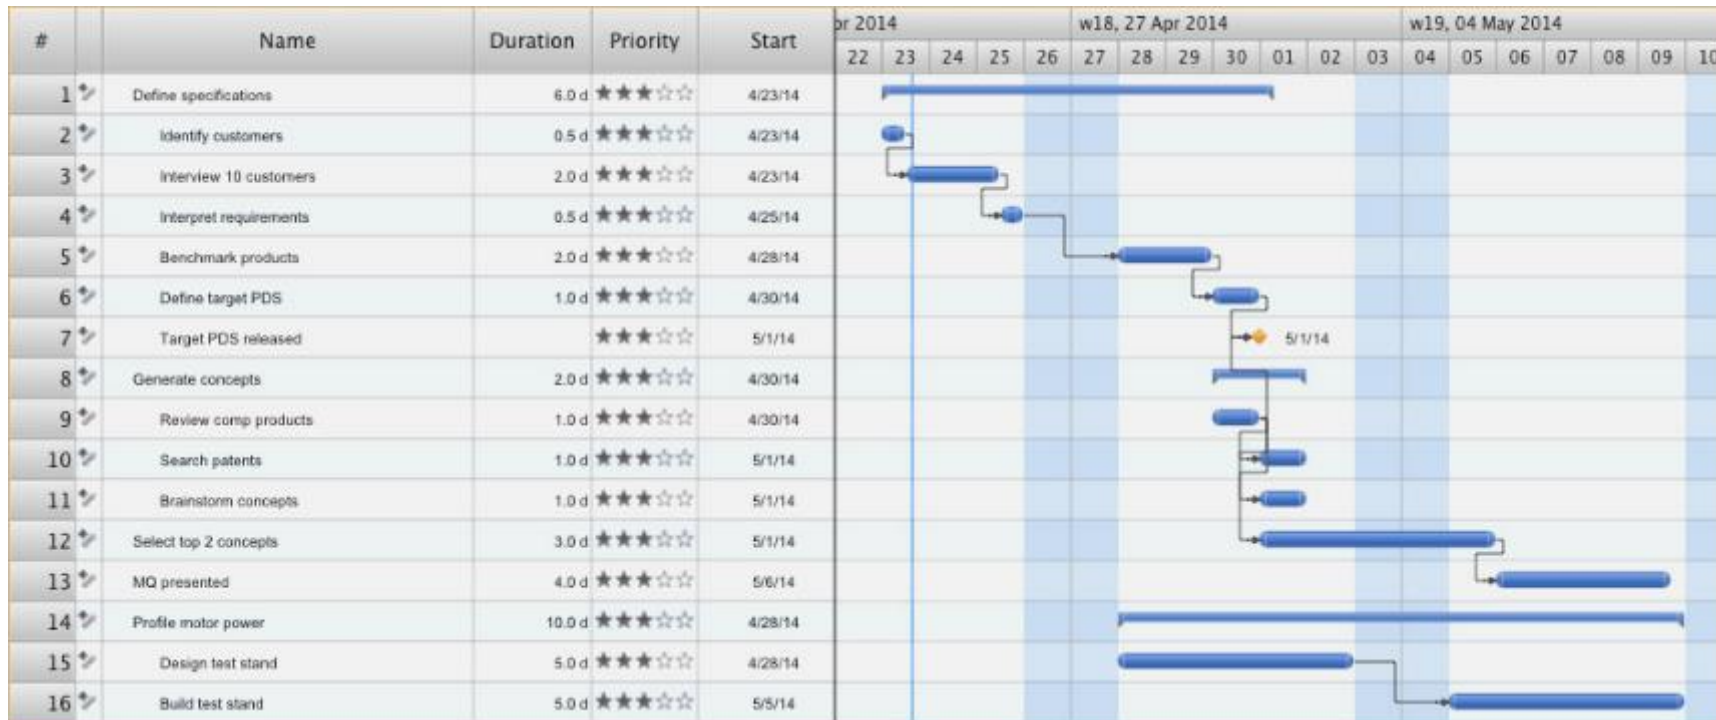 # Name Duration Priority Start
or 2014 w18, 27 Apr 2014 w19, 04 May 2014
22 23 24 25 26 27 28 29 30 01 02 03 04 05 06 07 08 09 10
1 Define specifications 6.0 d ★★★☆☆ 4/23/14
2 Identify customers 0.5 d ★★★☆☆ 4/23/14
3 Interview 10 customers 2.0 d ★★★☆☆ 4/23/14
4 Interpret requirements 0.5 d ★★★☆☆ 4/25/14
5 Benchmark products 2.0 d ★★★☆☆ 4/28/14
6 Define target PDS 1.0 d ★★★☆☆ 4/30/14
7 Target PDS released ★★★☆☆ 5/1/14 5/1/14
8 Generate concepts 2.0 d ★★★☆☆ 4/30/14
9 Review comp products 1.0 d ★★★☆☆ 4/30/14
10 Search patents 1.0 d ★★★☆☆ 5/1/14
11 Brainstorm concepts 1.0 d ★★★☆☆ 5/1/14
12 Select top 2 concepts 3.0 d ★★★☆☆ 5/1/14
13 MQ presented 4.0 d ★★★☆☆ 5/6/14
14 Profile motor power 10.0 d ★★★☆☆ 4/28/14
15 Design test stand 5.0 d ★★★☆☆ 4/28/14
16 Build test stand 5.0 d ★★★☆☆ 5/5/14